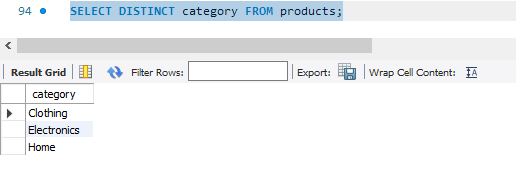 94 SELECT DISTINCT category FROM products;
Result Grid Filter Rows: Export: Wrap Cell Content:
category
Clothing
Electronics
Home